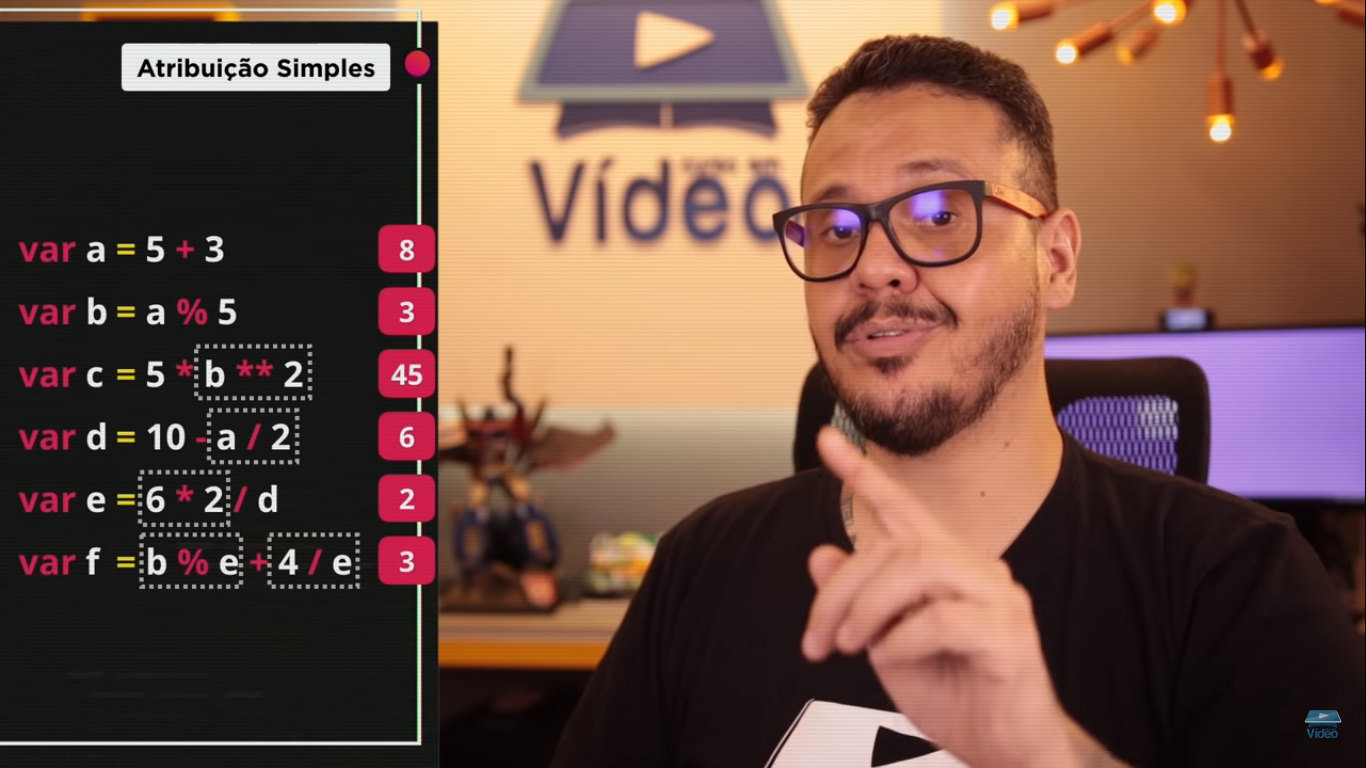 Atribuição Simples
var a = 5 + 3 8
var b = a % 5 3
var c = 5 * b ** 2 45
var d = 10 - a / 2 6
var e = 6 * 2 / d 2
var f = b % e + 4 / e 3
Vídeo
Vídeo